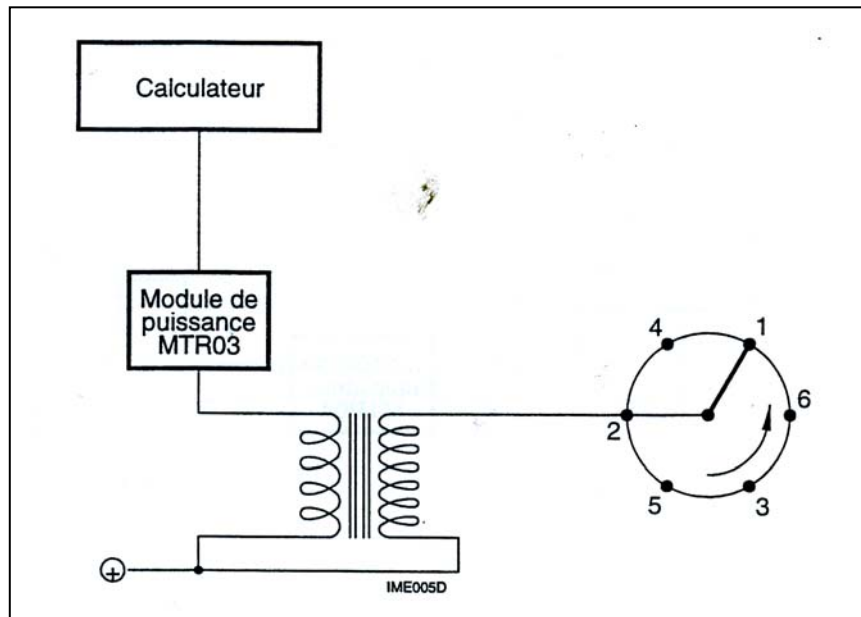 Calculateur
Module de
puissance
MTR03
4
1
2
6
5
3
+
IME005D